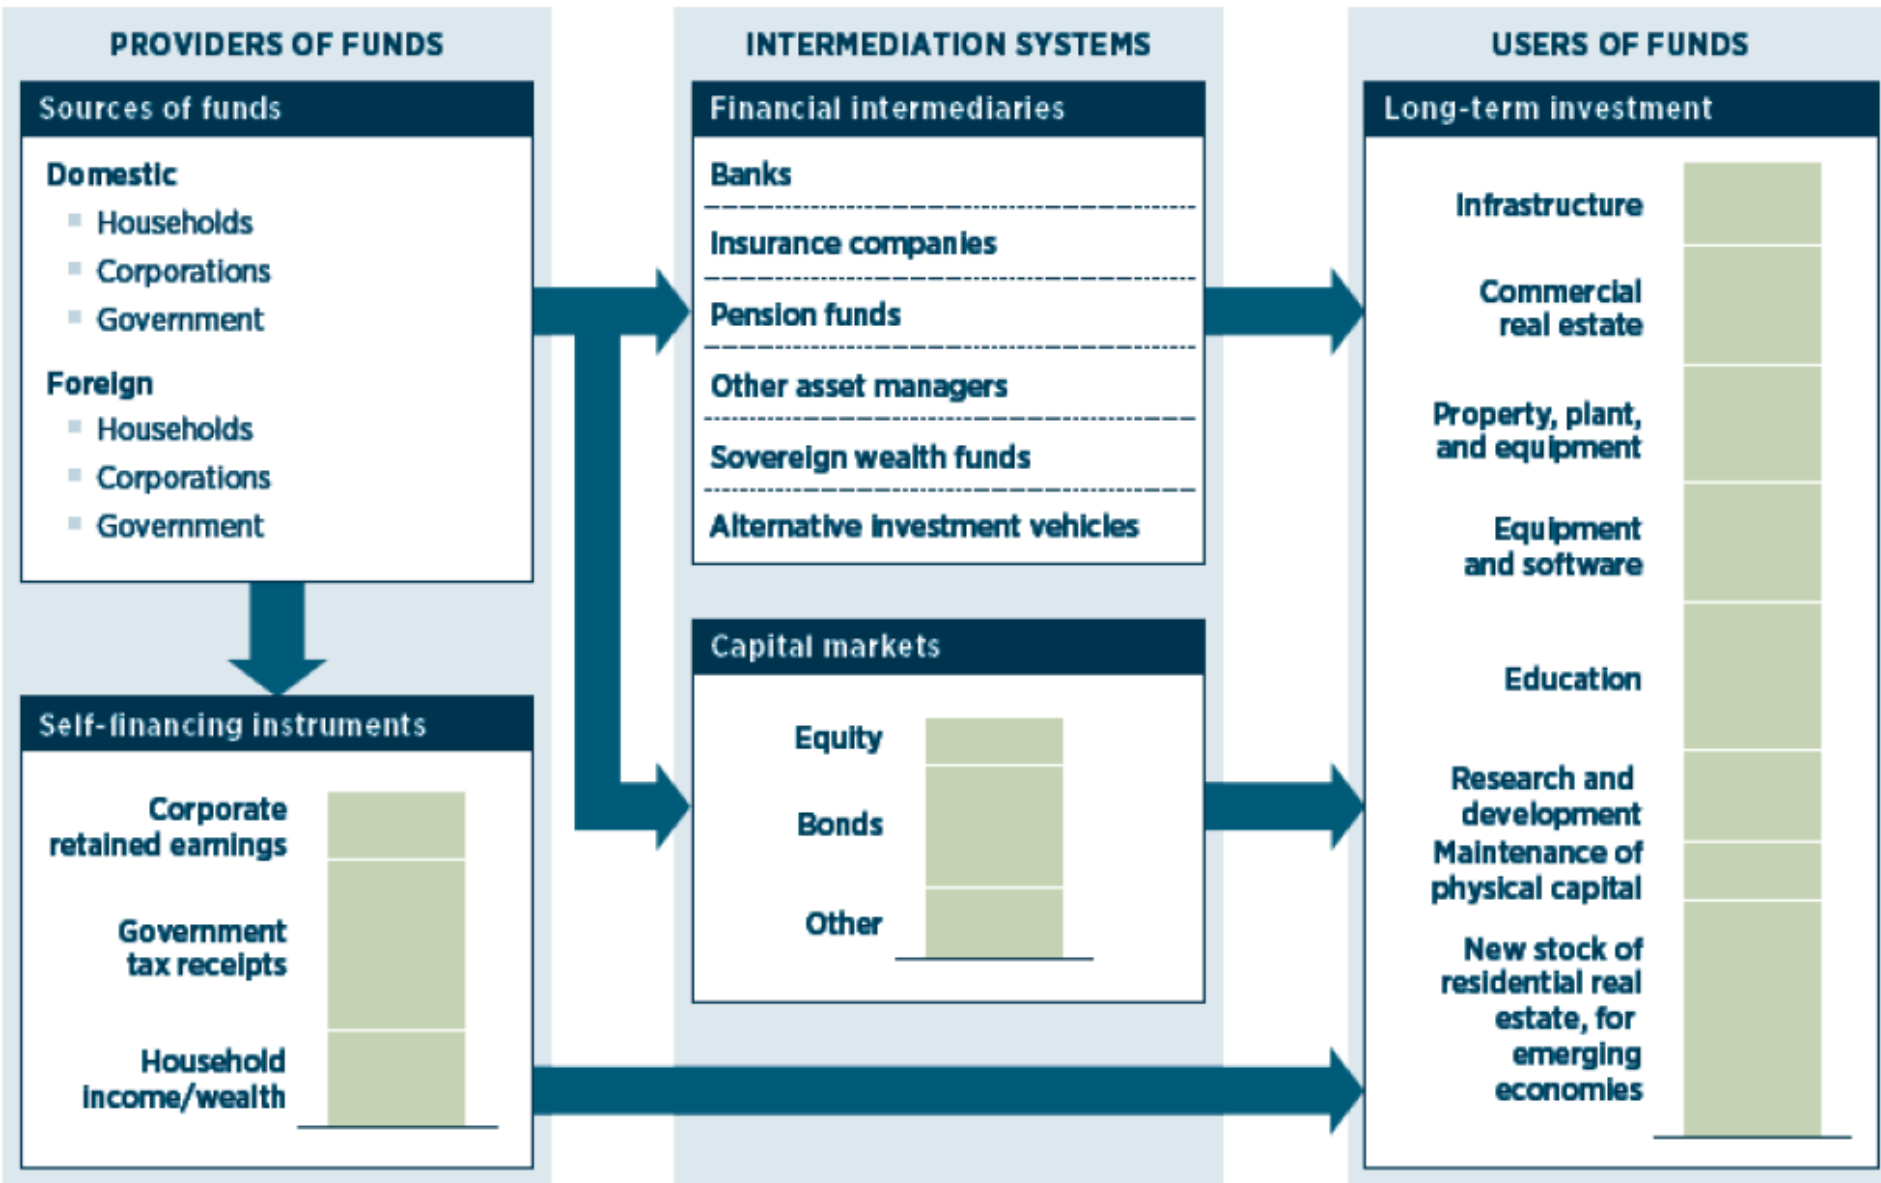 PROVIDERS OF FUNDS
Sources of funds
Domestic
Households
Corporations
Government
Foreign
Households
Corporations
Government
Self-financing instruments
Corporate
retained earnings
Government
tax receipts
Household
income/wealth
INTERMEDIATION SYSTEMS
Financial intermediaries
Banks
Insurance companies
Pension funds
Other asset managers
Sovereign wealth funds
Alternative investment vehicles
Capital markets
Equity
Bonds
Other
USERS OF FUNDS
Long-term investment
Infrastructure
Commercial
real estate
Property, plant,
and equipment
Equipment
and software
Education
Research and
development
Maintenance of
physical capital
New stock of
residential real
estate, for
emerging
economies